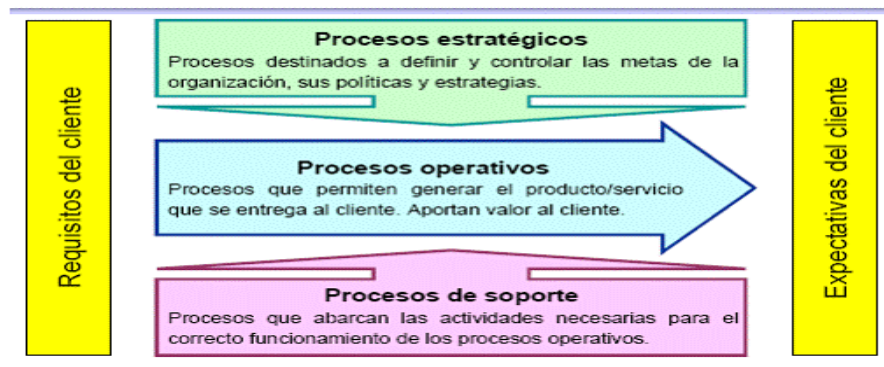 Requisitos del cliente
Procesos estratégicos
Procesos destinados a definir y controlar las metas de la
organización, sus políticas y estrategias.
Procesos operativos
Procesos que permiten generar el producto/servicio
que se entrega al cliente. Aportan valor al cliente.
Procesos de soporte
Procesos que abarcan las actividades necesarias para el
correcto funcionamiento de los procesos operativos.
Expectativas del cliente